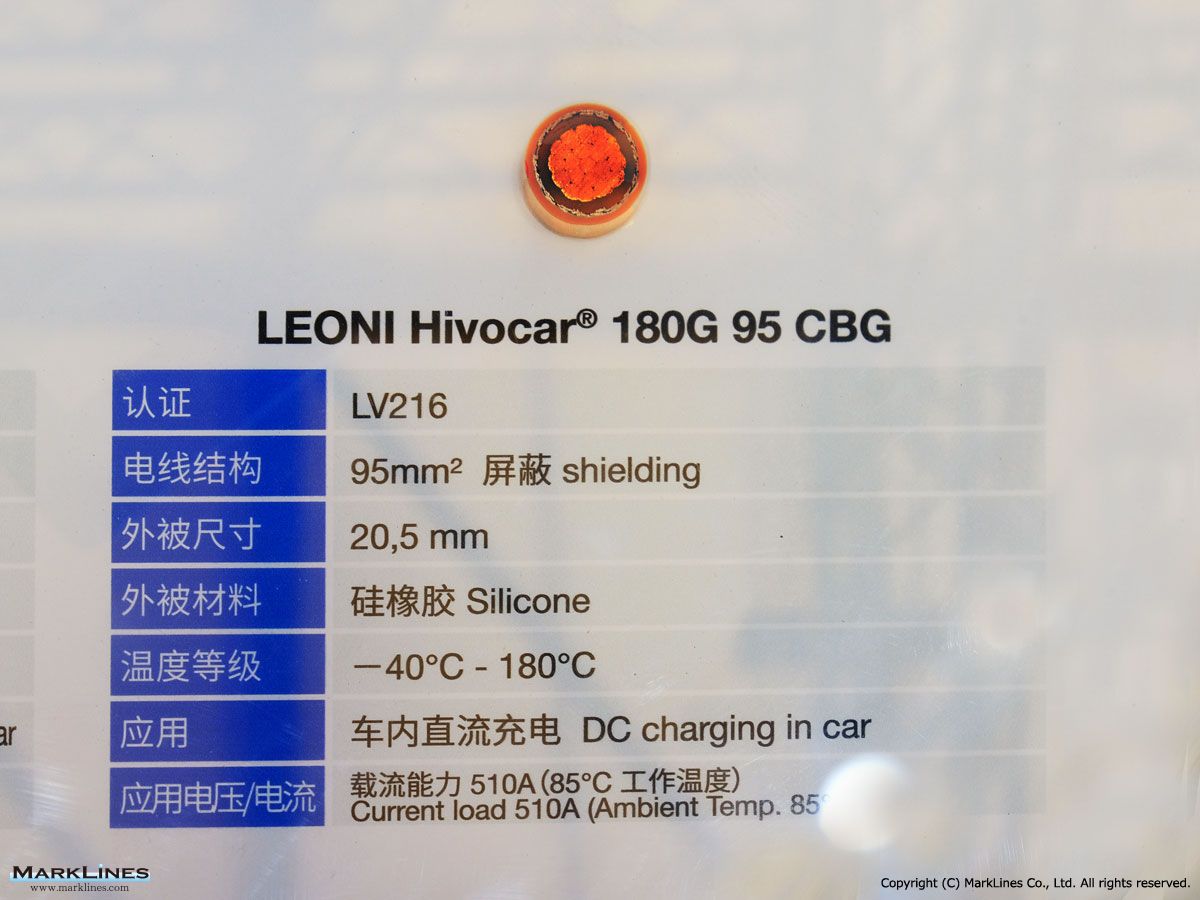 LEONI Hivocar® 180G 95 CBG
认证 LV216
电线结构 95mm² 屏蔽 shielding
外被尺寸 20,5 mm
外被材料 硅橡胶 Silicone
温度等级 －40°C - 180°C
ar
应用 车内直流充电 DC charging in car
应用电压/电流 载流能力 510A（85°C 工作温度）
Current load 510A (Ambient Temp. 85°
MARKLINES
www.marklines.com
Copyright (C) MarkLines Co., Ltd. All rights reserved.